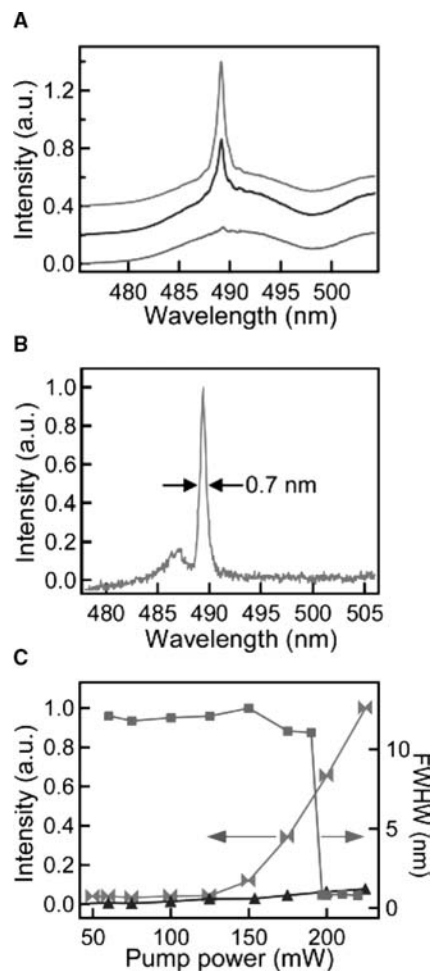 A
Intensity (a.u.)
1.2
0.8
0.4
0.0
480 485 490 495 500
Wavelength (nm)
B
Intensity (a.u.)
1.0
0.8
0.6
0.4
0.2
0.0
0.7 nm
480 485 490 495 500 505
Wavelength (nm)
C
Intensity (a.u.)
1.0
0.8
0.6
0.4
0.2
0.0
10
5
0
FWHW
(nm)
50 100 150 200
Pump power (mW)